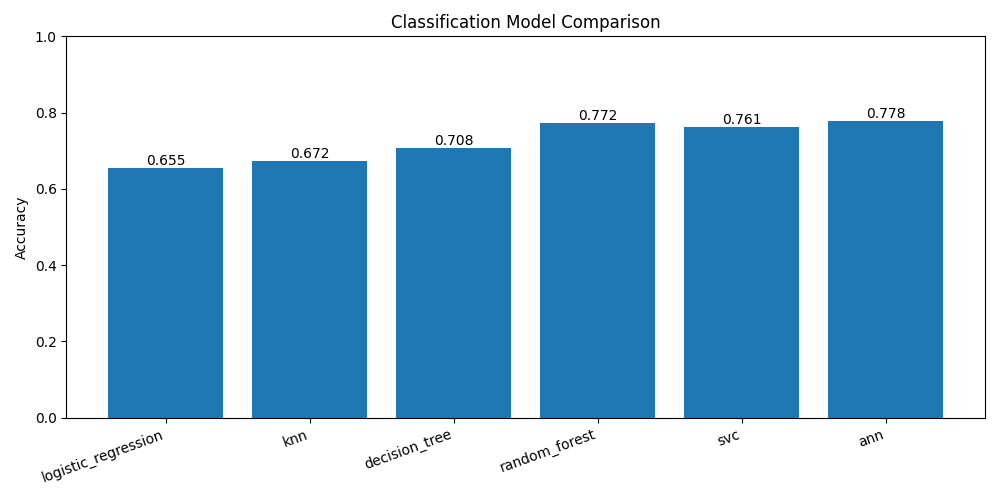 Classification Model Comparison
1.0
0.8
0.6
0.4
0.2
0.0
Accuracy
0.655
0.672
0.708
0.772
0.761
0.778
logistic_regression
knn
decision_tree
random_forest
svc
ann